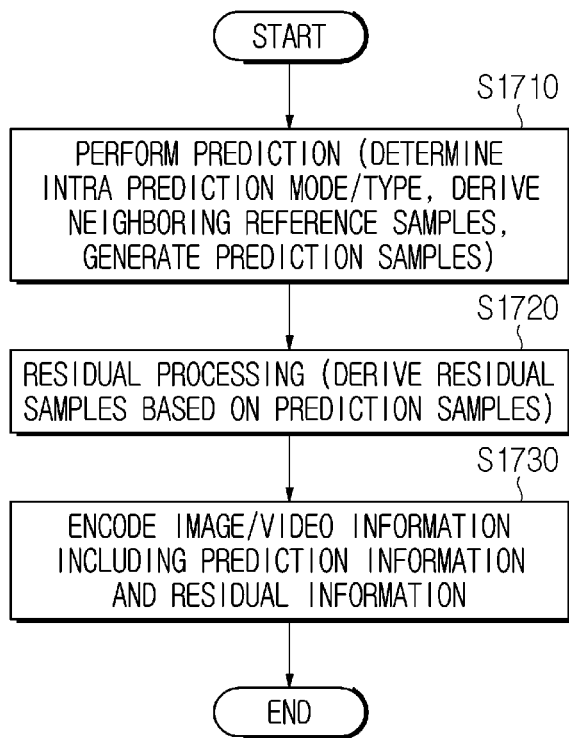 START
S1710
PERFORM PREDICTION (DETERMINE
INTRA PREDICTION MODE/TYPE, DERIVE
NEIGHBORING REFERENCE SAMPLES,
GENERATE PREDICTION SAMPLES)
S1720
RESIDUAL PROCESSING (DERIVE RESIDUAL
SAMPLES BASED ON PREDICTION SAMPLES)
S1730
ENCODE IMAGE/VIDEO INFORMATION
INCLUDING PREDICTION INFORMATION
AND RESIDUAL INFORMATION
END